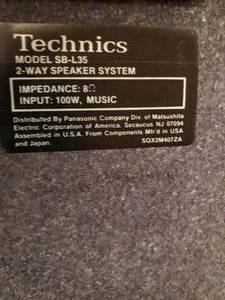 Technics
MODEL SB-L35
2-WAY SPEAKER SYSTEM
IMPEDANCE: 8Ω
INPUT: 100W, MUSIC
Distributed By Panasonic Company Div. of Matsushita
Electric Corporation of America, Secaucus NJ 07094
Assembled in U.S.A. From Components Mfr'd in USA
and Japan. SQX2M407ZA